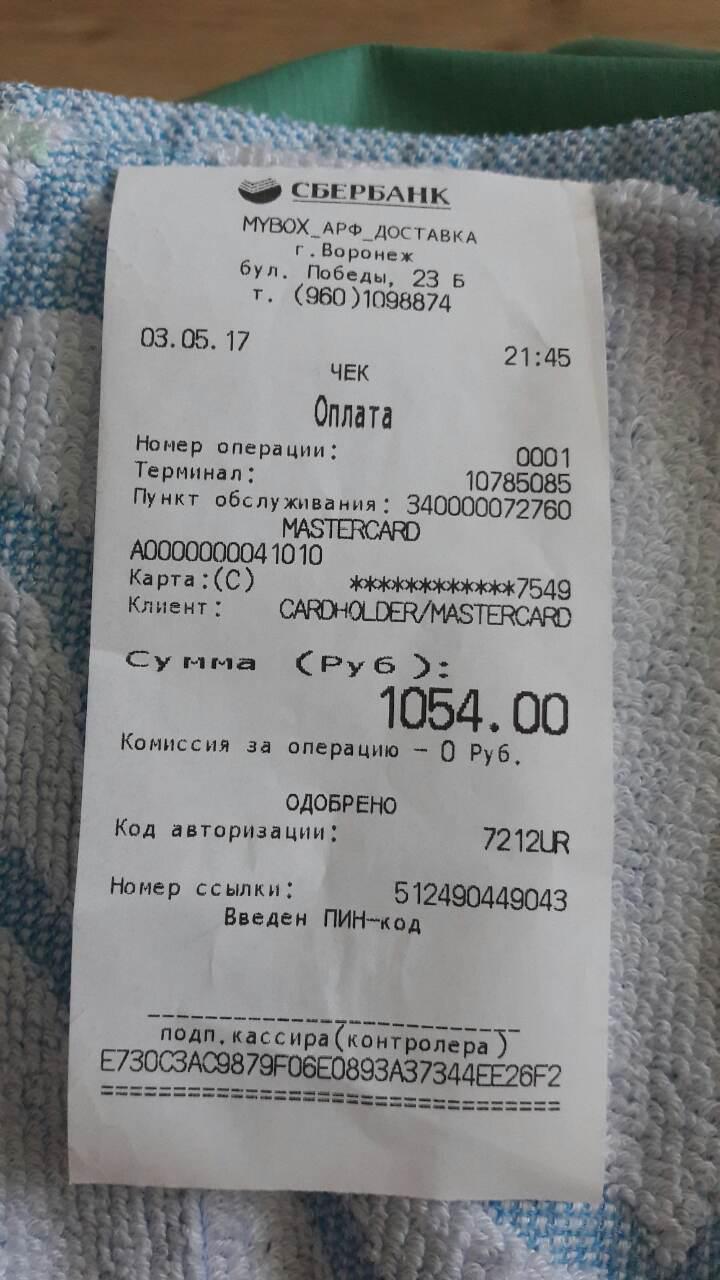 СБЕРБАНК
MYBOX_АРФ_ДОСТАВКА
г.Воронеж
бул. Победы, 23 Б
т. (960)1098874
03.05.17 21:45
ЧЕК
Оплата
Номер операции: 0001
Терминал: 10785085
Пункт обслуживания: 340000072760
MASTERCARD
A0000000041010
Карта:(C) ************7549
Клиент: CARDHOLDER/MASTERCARD
Сумма (Руб):
1054.00
Комиссия за операцию – 0 Руб.
ОДОБРЕНО
Код авторизации: 7212UR
Номер ссылки: 512490449043
Введен ПИН-код
подп.кассира(контролера)
E730C3AC9879F06E0893A37344EE26F2